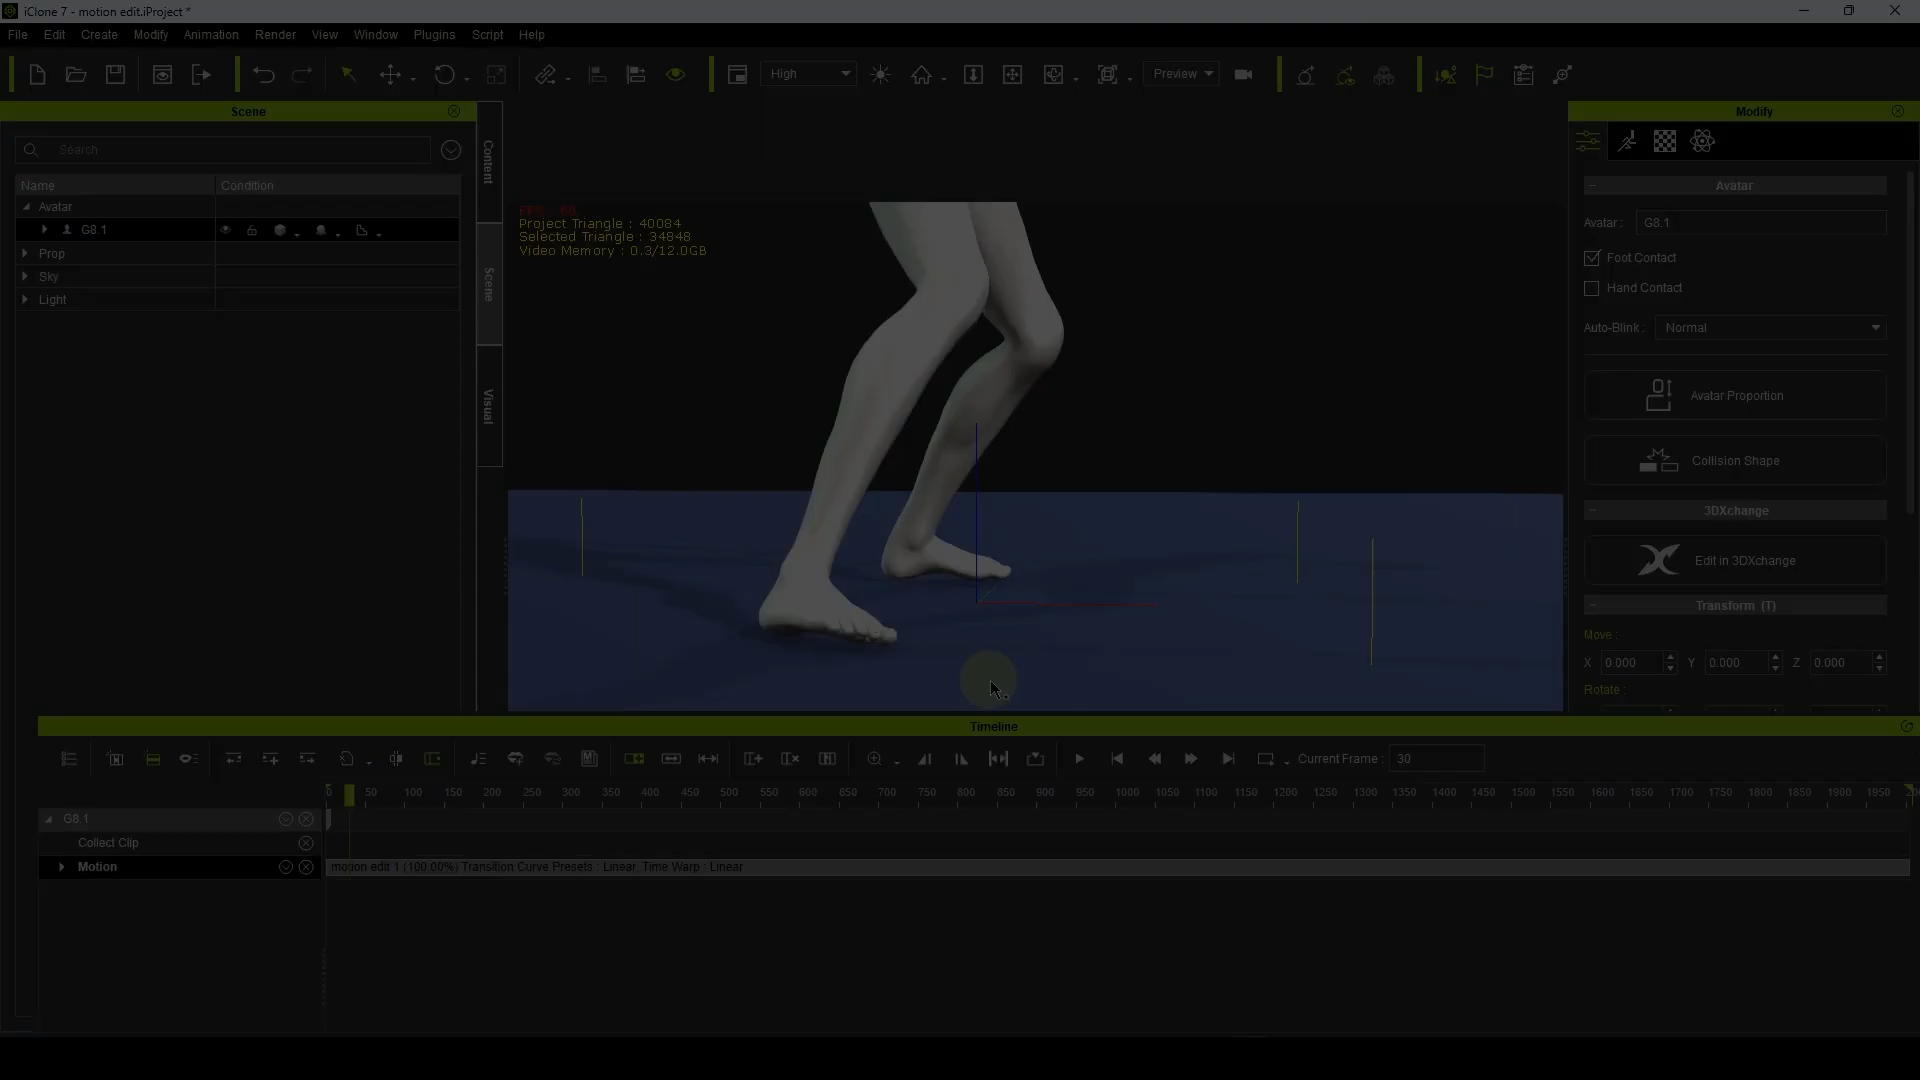 iClone 7 - motion edit.iProject *
File Edit Create Modify Animation Render View Window Plugins Script Help
High Preview
Scene
Search
Name Condition
Avatar
G8.1
Prop
Sky
Light
Content
Scene
Visual
FPS : 60
Project Triangle : 40084
Selected Triangle : 34848
Video Memory : 0.3/12.0GB
Modify
Avatar
Avatar : G8.1
Foot Contact
Hand Contact
Auto-Blink : Normal
Avatar Proportion
Collision Shape
3DXchange
Edit in 3DXchange
Transform (T)
Move :
X 0.000 Y 0.000 Z 0.000
Rotate :
Timeline
Current Frame : 30
0 50 100 150 200 250 300 350 400 450 500 550 600 650 700 750 800 850 900 950 1000 1050 1100 1150 1200 1250 1300 1350 1400 1450 1500 1550 1600 1650 1700 1750 1800 1850 1900 1950
G8.1
Collect Clip
Motion
motion edit 1 (100.00%) Transition Curve Presets : Linear, Time Warp : Linear